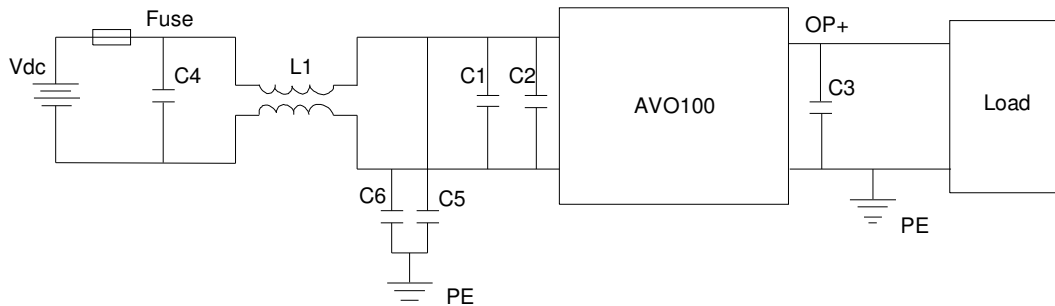 Fuse
OP+
Vdc
C4
L1
C1
C2
AVO100
C3
Load
C6
C5
PE
PE